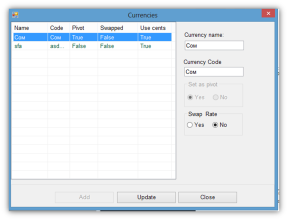 Currencies
Name Code Pivot Swapped Use cents
Сом Сом True False True
sfa asd... False False False
Currency name:
Сом
Currency Code
Сом
Set as pivot
Yes No
Swap Rate
Yes No
Add Update Close